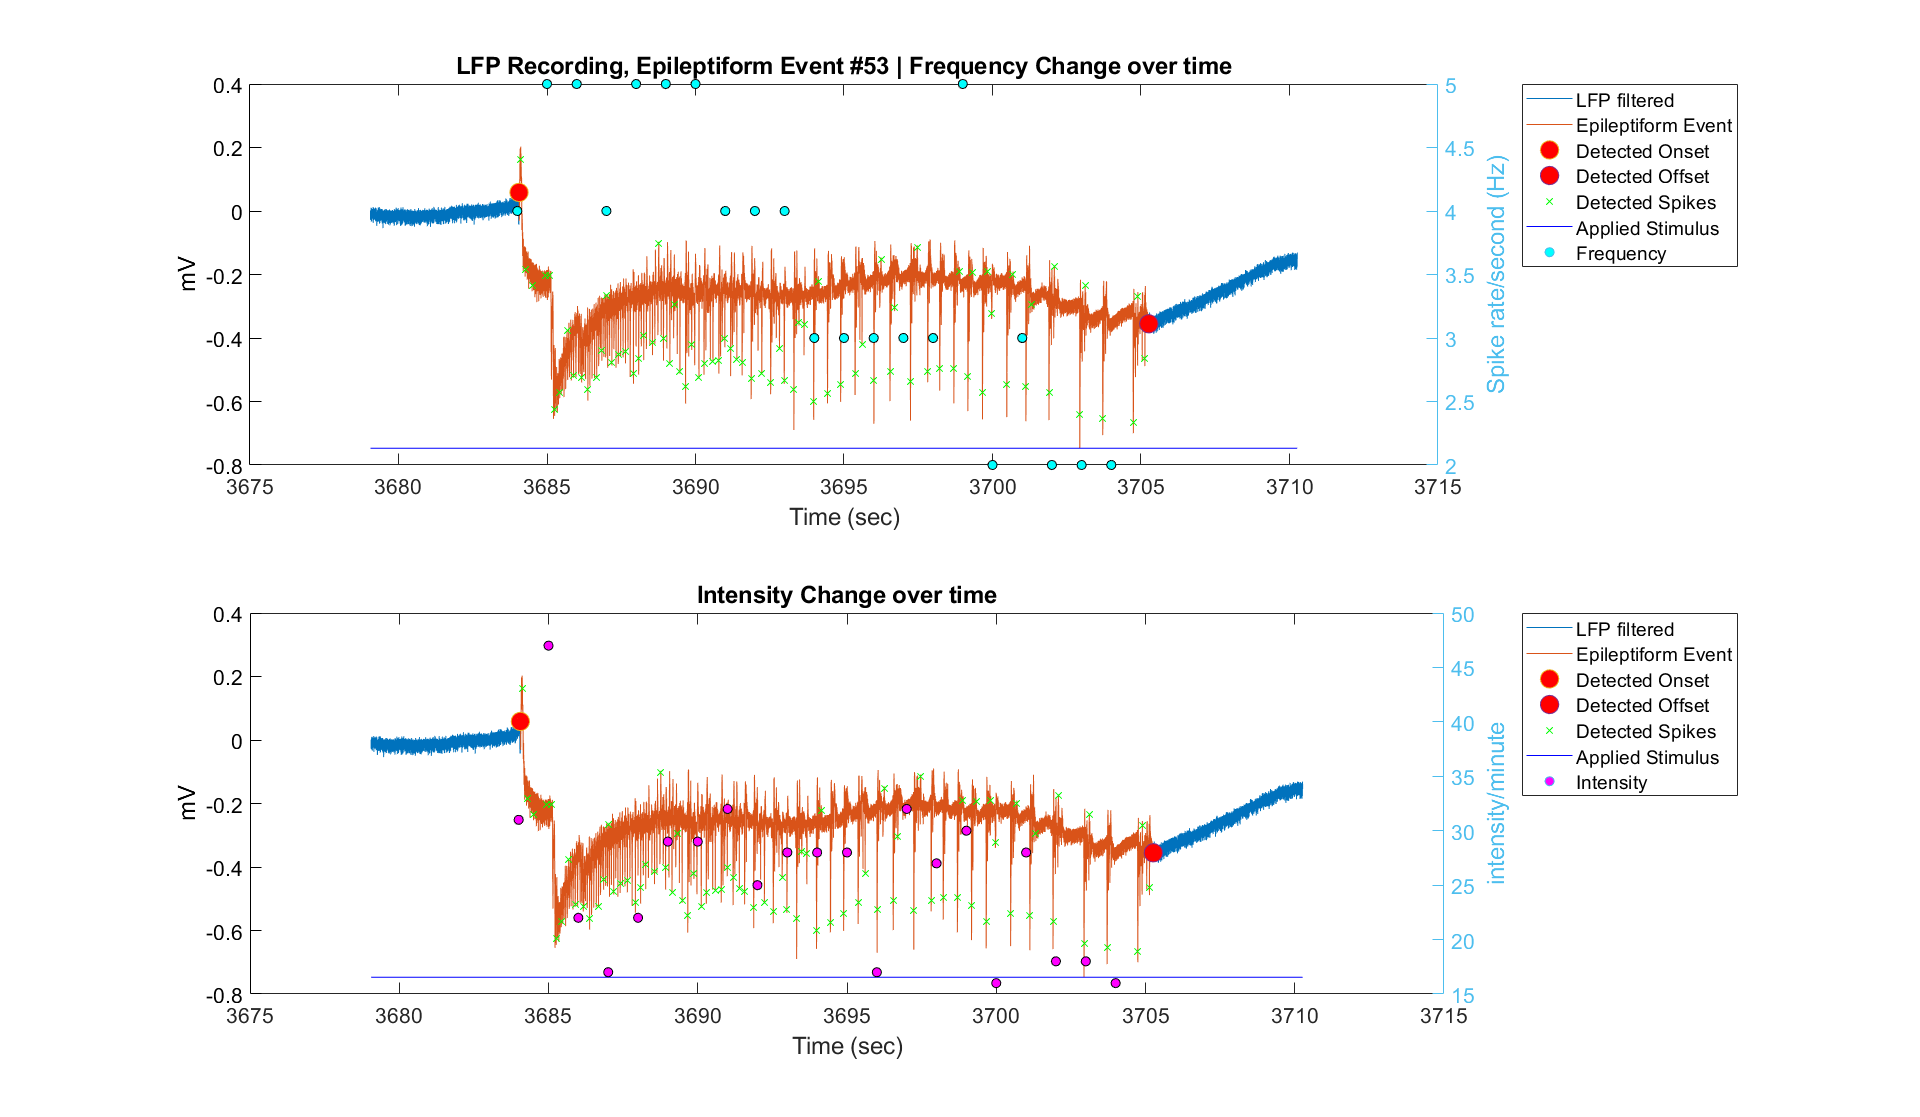 LFP Recording, Epileptiform Event #53 | Frequency Change over time
0.4
0.2
0
-0.2
-0.4
-0.6
-0.8
mV
5
4.5
4
3.5
3
2.5
2
Spike rate/second (Hz)
3675 3680 3685 3690 3695 3700 3705 3710 3715
Time (sec)
LFP filtered
Epileptiform Event
Detected Onset
Detected Offset
Detected Spikes
Applied Stimulus
Frequency
Intensity Change over time
0.4
0.2
0
-0.2
-0.4
-0.6
-0.8
mV
50
45
40
35
30
25
20
15
intensity/minute
3675 3680 3685 3690 3695 3700 3705 3710 3715
Time (sec)
LFP filtered
Epileptiform Event
Detected Onset
Detected Offset
Detected Spikes
Applied Stimulus
Intensity